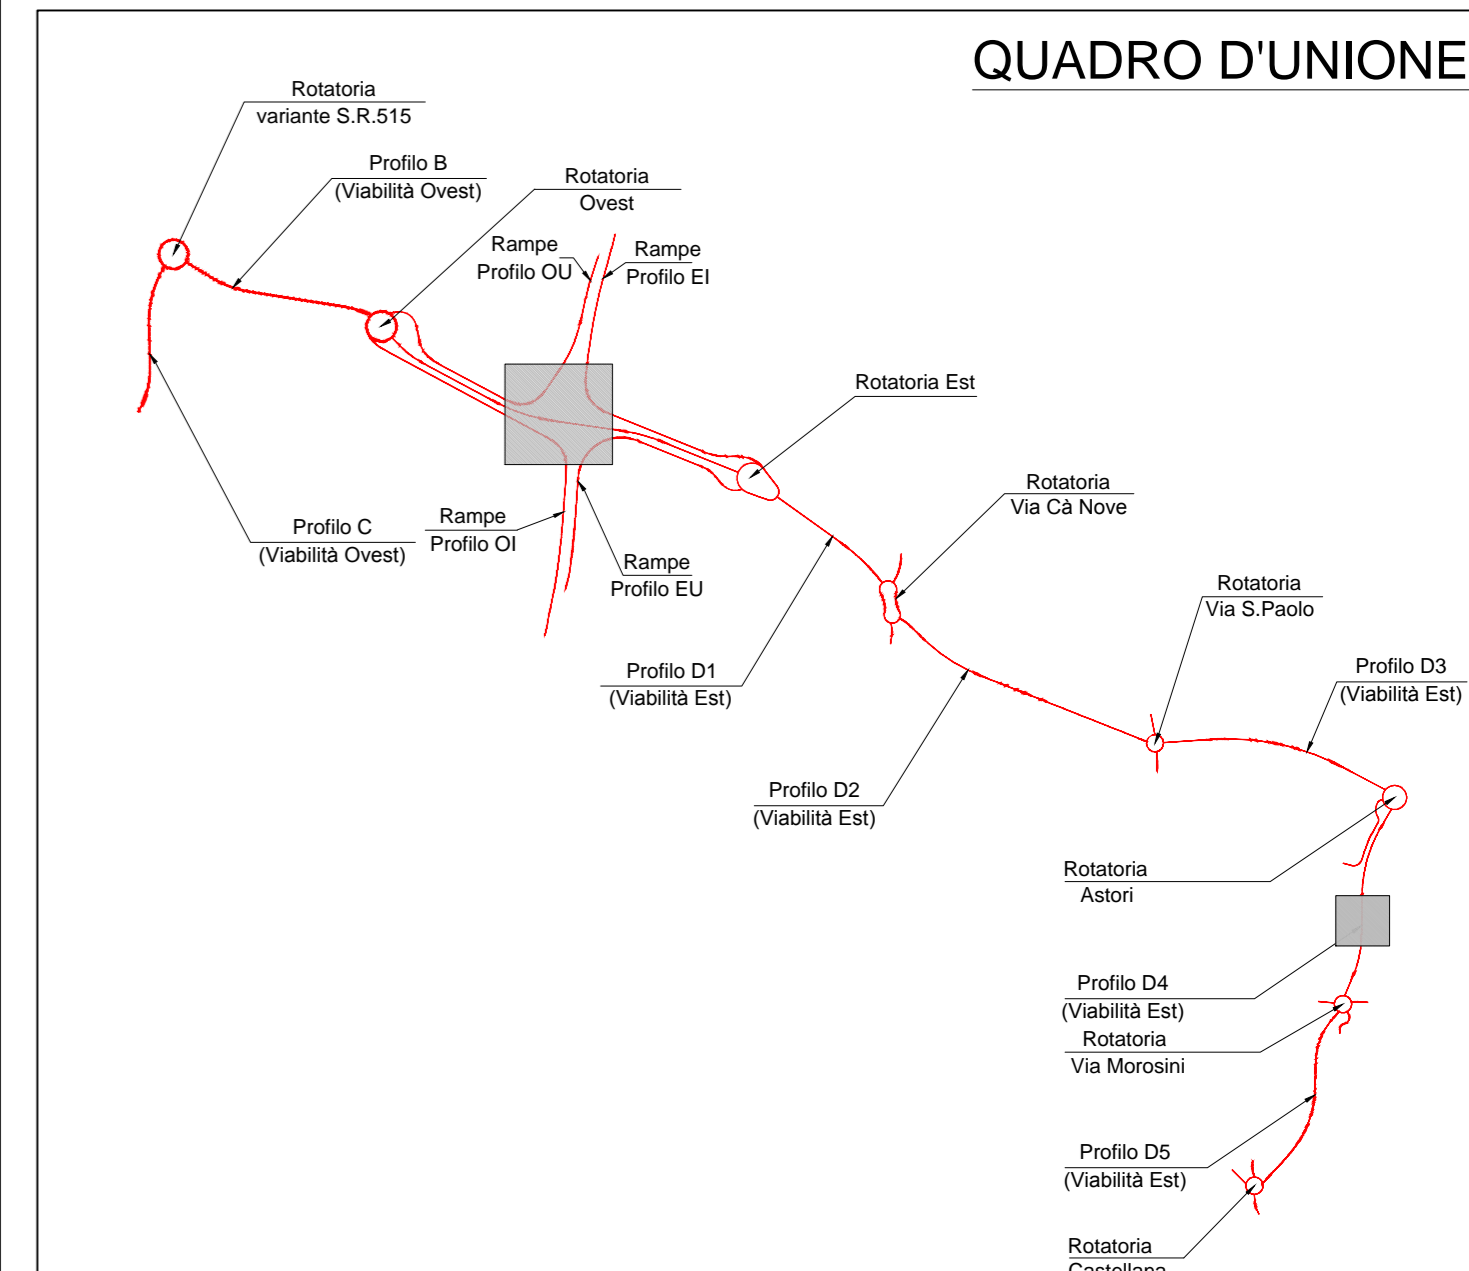 QUADRO D'UNIONE
Rotatoria
variante S.R.515
Profilo B
(Viabilità Ovest)
Rotatoria
Ovest
Rampe
Profilo OU
Rampe
Profilo EI
Rotatoria Est
Rotatoria
Via Cà Nove
Profilo C
(Viabilità Ovest)
Rampe
Profilo OI
Rampe
Profilo EU
Rotatoria
Via S.Paolo
Profilo D1
(Viabilità Est)
Profilo D3
(Viabilità Est)
Profilo D2
(Viabilità Est)
Rotatoria
Astori
Profilo D4
(Viabilità Est)
Rotatoria
Via Morosini
Profilo D5
(Viabilità Est)
Rotatoria
Castellana